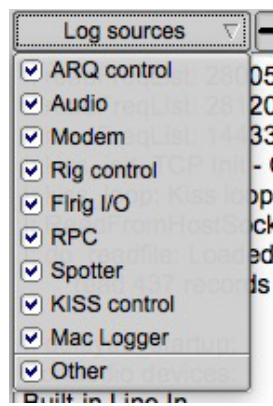 Log sources
ARQ control
Audio
Modem
Rig control
Flrig I/O
RPC
Spotter
KISS control
Mac Logger
Other
Built-in Line In